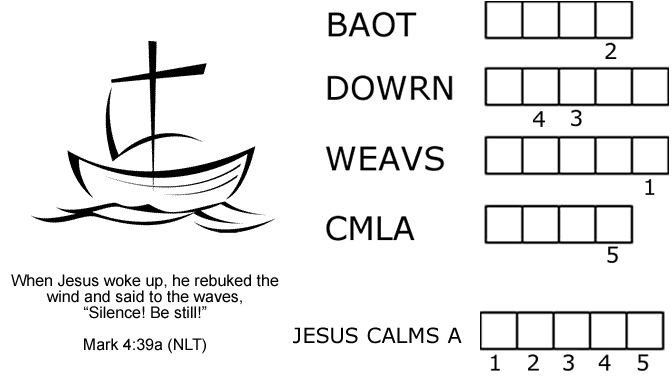 BAOT
2
DOWRN
4 3
WEAVS
1
CMLA
5
When Jesus woke up, he rebuked the
wind and said to the waves,
“Silence! Be still!”
Mark 4:39a (NLT)
JESUS CALMS A
1 2 3 4 5